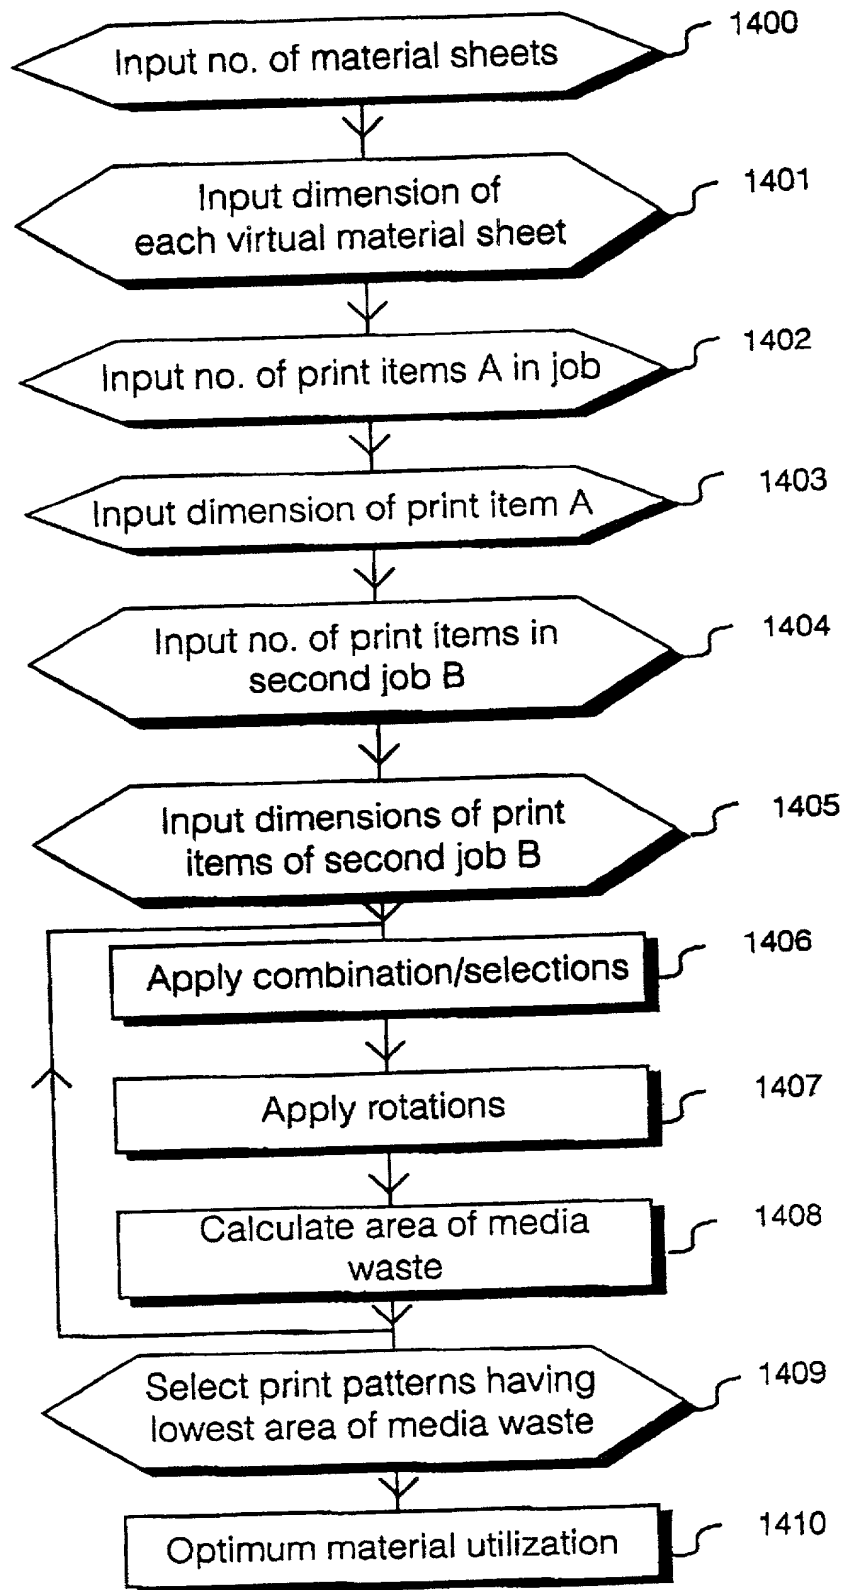 1400
Input no. of material sheets
1401
Input dimension of
each virtual material sheet
1402
Input no. of print items A in job
1403
Input dimension of print item A
1404
Input no. of print items in
second job B
1405
Input dimensions of print
items of second job B
1406
Apply combination/selections
1407
Apply rotations
1408
Calculate area of media
waste
1409
Select print patterns having
lowest area of media waste
1410
Optimum material utilization